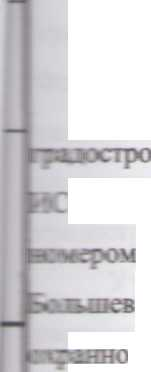 градостро
ИС
номером
Большев
охранно